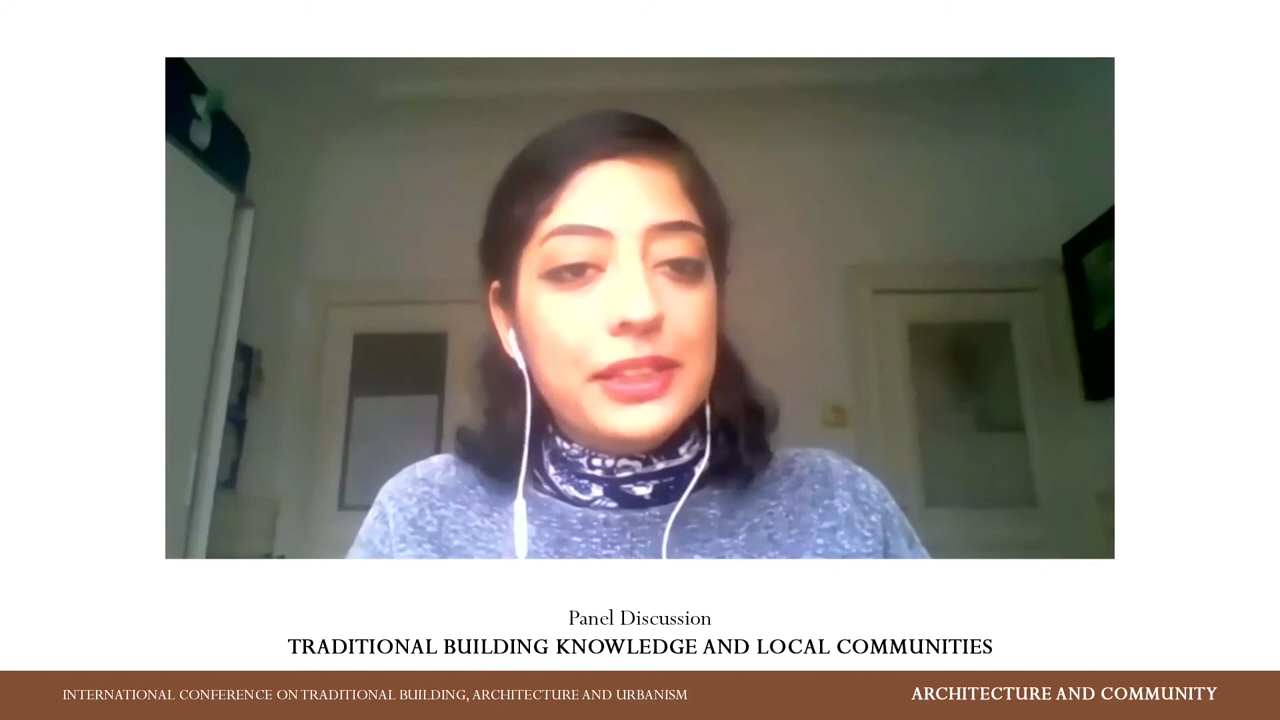 Panel Discussion
TRADITIONAL BUILDING KNOWLEDGE AND LOCAL COMMUNITIES
INTERNATIONAL CONFERENCE ON TRADITIONAL BUILDING, ARCHITECTURE AND URBANISM
ARCHITECTURE AND COMMUNITY